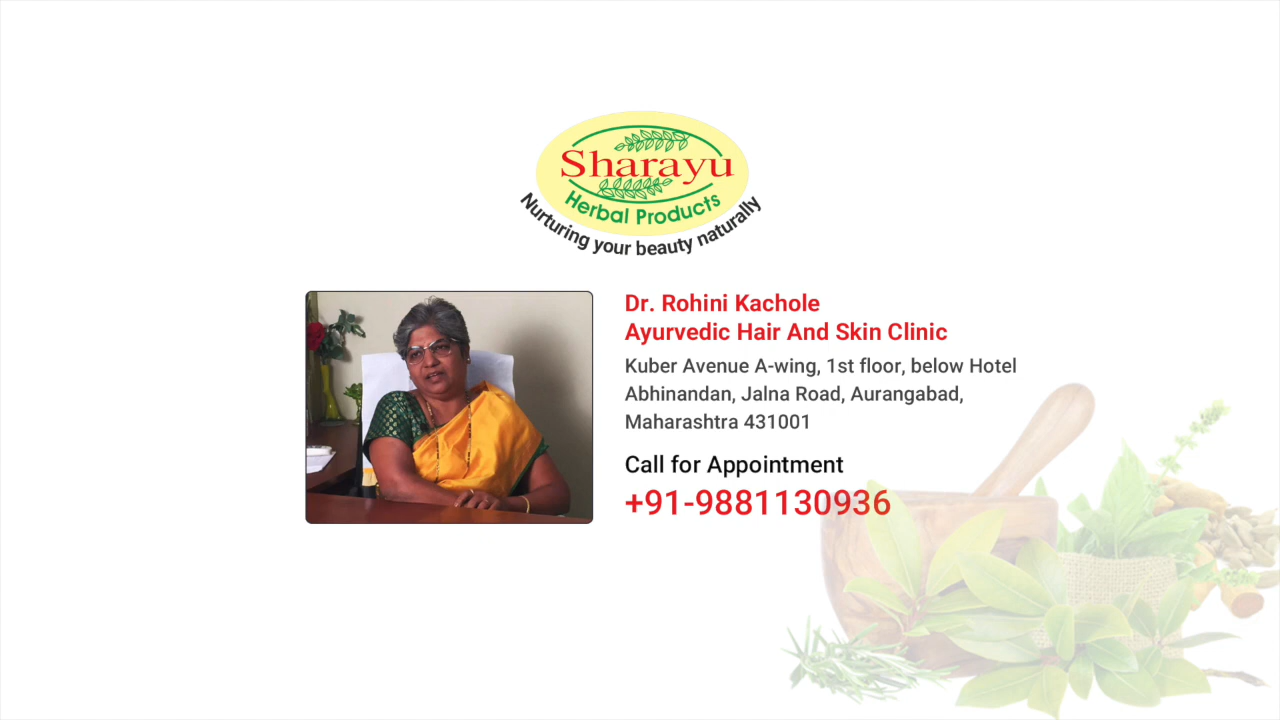 Sharayu
Herbal Products
Nurturing your beauty naturally
Dr. Rohini Kachole
Ayurvedic Hair And Skin Clinic
Kuber Avenue A-wing, 1st floor, below Hotel
Abhinandan, Jalna Road, Aurangabad,
Maharashtra 431001
Call for Appointment
+91-9881130936